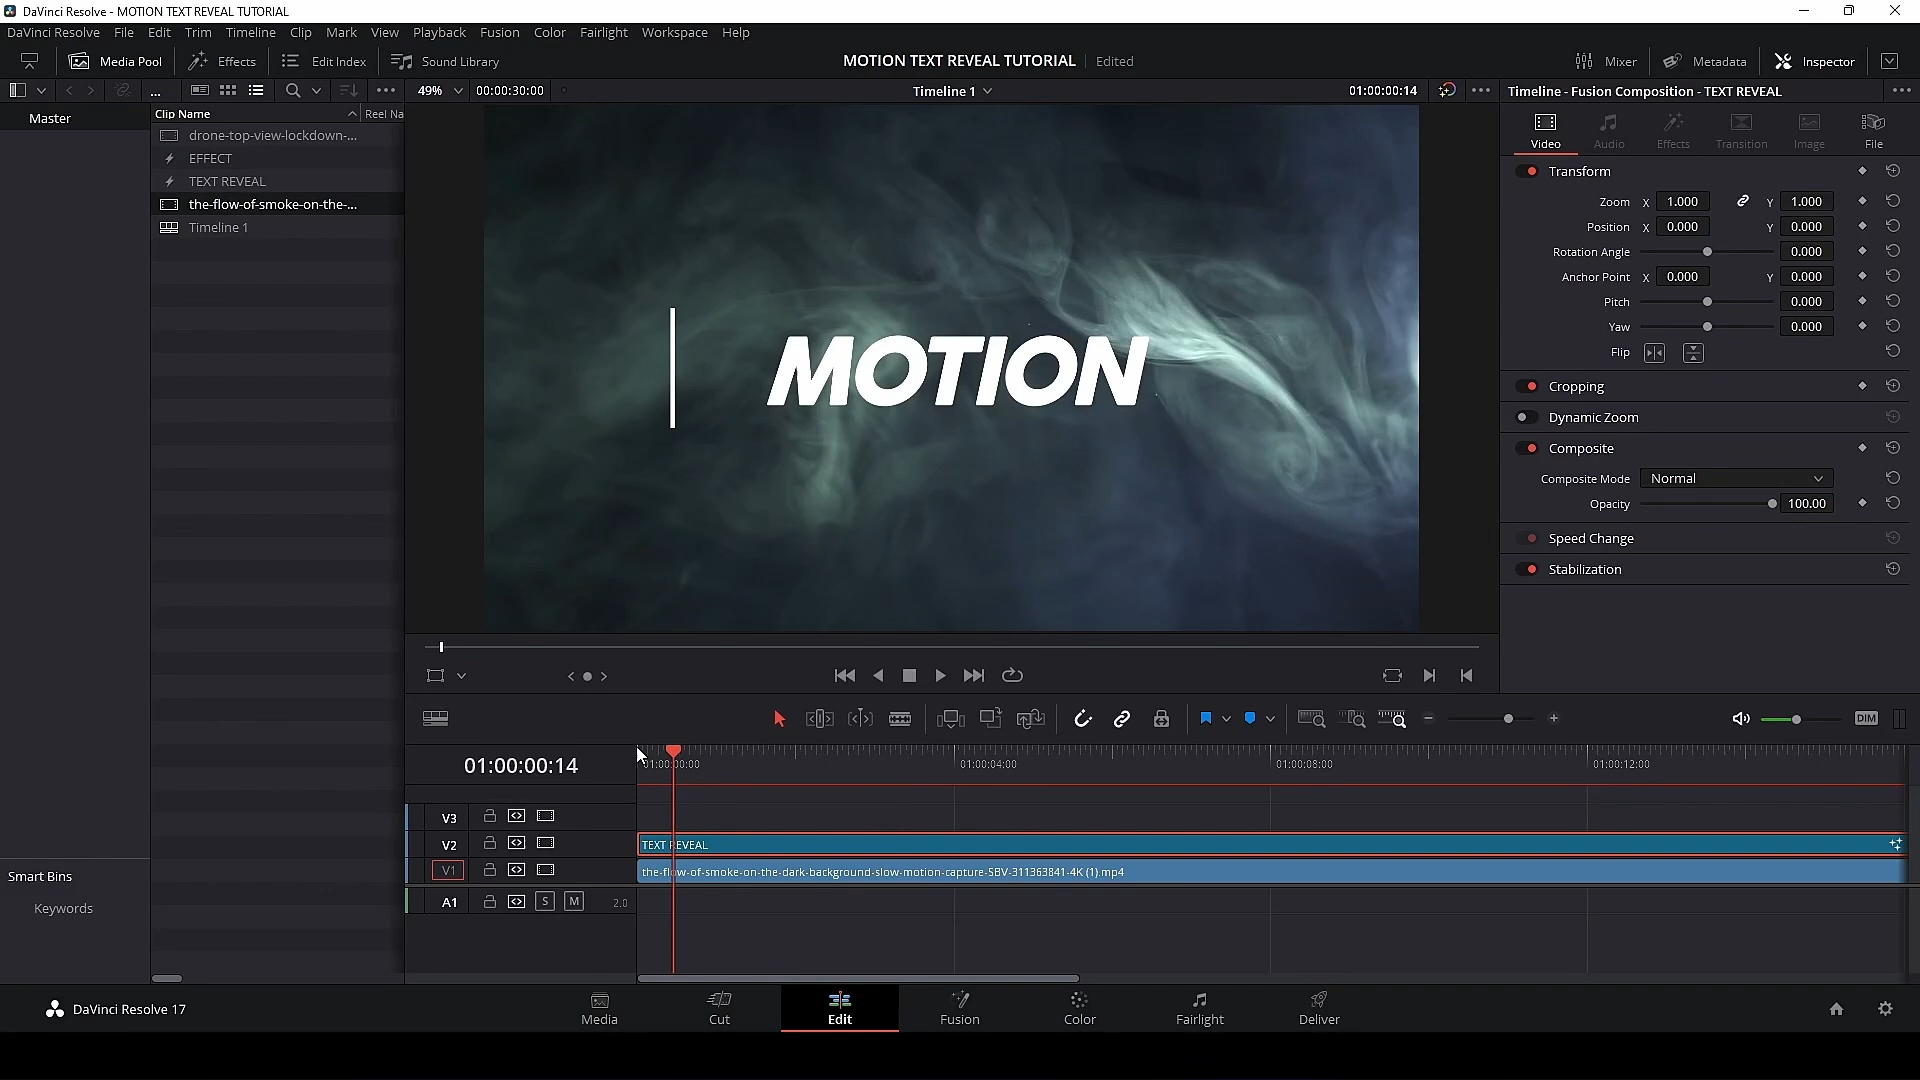 DaVinci Resolve - MOTION TEXT REVEAL TUTORIAL
DaVinci Resolve File Edit Trim Timeline Clip Mark View Playback Fusion Color Fairlight Workspace Help
Media Pool Effects Edit Index Sound Library MOTION TEXT REVEAL TUTORIAL Edited Mixer Metadata Inspector
... 49% 00:00:30:00 Timeline 1 01:00:00:14 Timeline - Fusion Composition - TEXT REVEAL
Master
Clip Name Reel Na
drone-top-view-lockdown-...
EFFECT
TEXT REVEAL
the-flow-of-smoke-on-the-...
Timeline 1
MOTION
Video Audio Effects Transition Image File
Transform
Zoom X 1.000 Y 1.000
Position X 0.000 Y 0.000
Rotation Angle 0.000
Anchor Point X 0.000 Y 0.000
Pitch 0.000
Yaw 0.000
Flip
Cropping
Dynamic Zoom
Composite
Composite Mode Normal
Opacity 100.00
Speed Change
Stabilization
DIM
01:00:00:14
01:00:00:00 01:00:04:00 01:00:08:00 01:00:12:00
V3
V2 TEXT REVEAL
V1 the-flow-of-smoke-on-the-dark-background-slow-motion-capture-SBV-311363841-4K (1).mp4
A1 S M 2.0
Smart Bins
Keywords
DaVinci Resolve 17
Media Cut Edit Fusion Color Fairlight Deliver